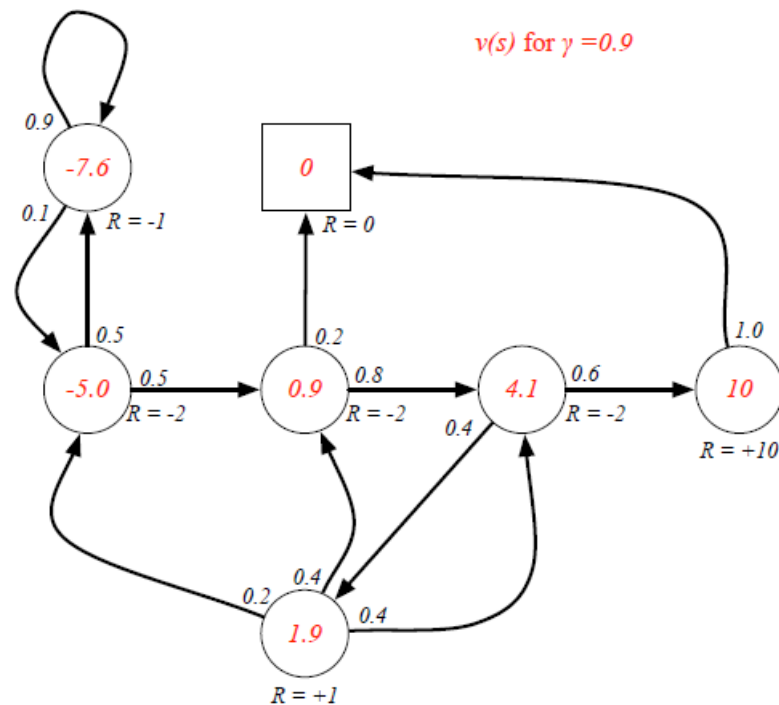 v(s) for γ =0.9
0.9
-7.6
0
0.1
R = -1
R = 0
0.5
0.2
1.0
-5.0
0.5
0.9
0.8
4.1
0.6
10
R = -2
R = -2
0.4
R = -2
R = +10
0.2
0.4
0.4
1.9
R = +1